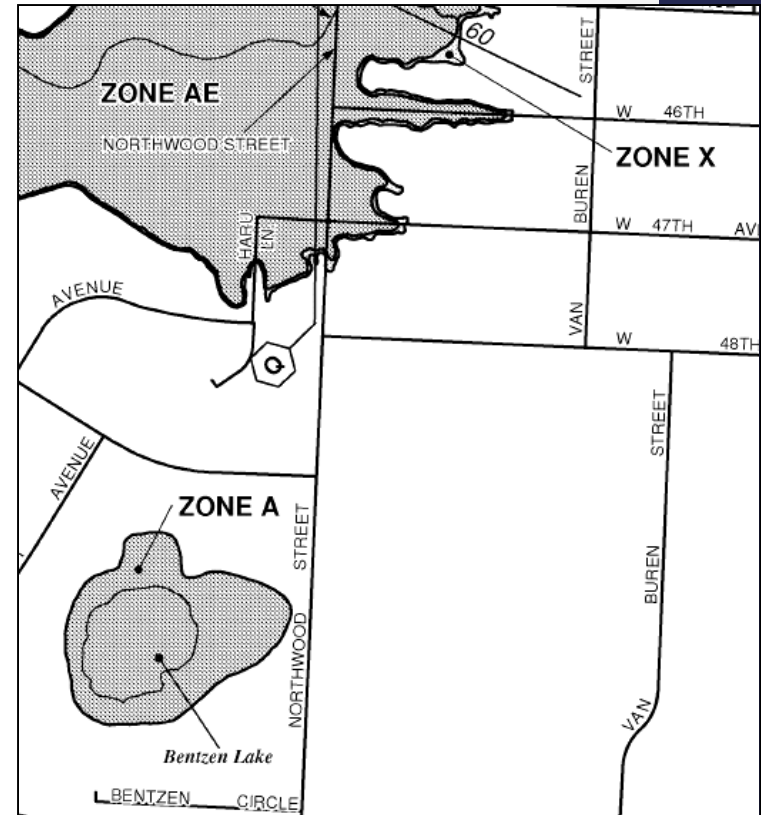 60
STREET
ZONE AE
W 46TH
NORTHWOOD STREET
ZONE X
BUREN
HARU
LN
W 47TH AV
AVENUE
VAN
W 48TH
Q
STREET
AVENUE
ZONE A
STREET
BUREN
NORTHWOOD
VAN
Bentzen Lake
BENTZEN CIRCLE